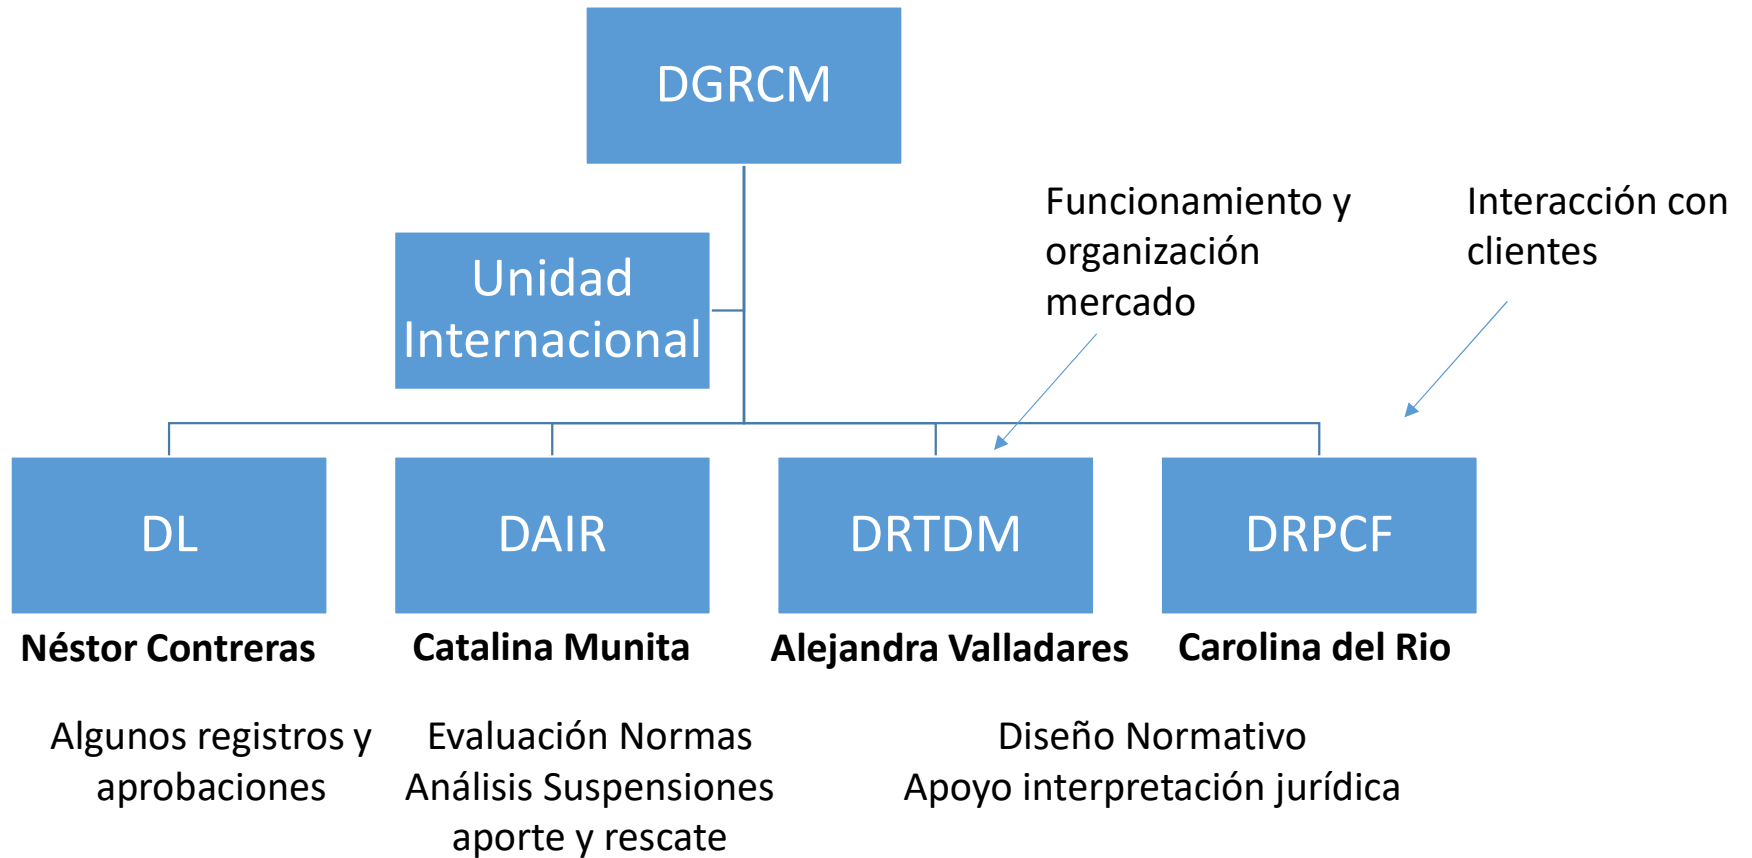 DGRCM
Funcionamiento y
organización
mercado
Interacción con
clientes
Unidad
Internacional
DL
DAIR
DRTDM
DRPCF
Néstor Contreras
Catalina Munita
Alejandra Valladares
Carolina del Rio
Algunos registros y
aprobaciones
Evaluación Normas
Análisis Suspensiones
aporte y rescate
Diseño Normativo
Apoyo interpretación jurídica